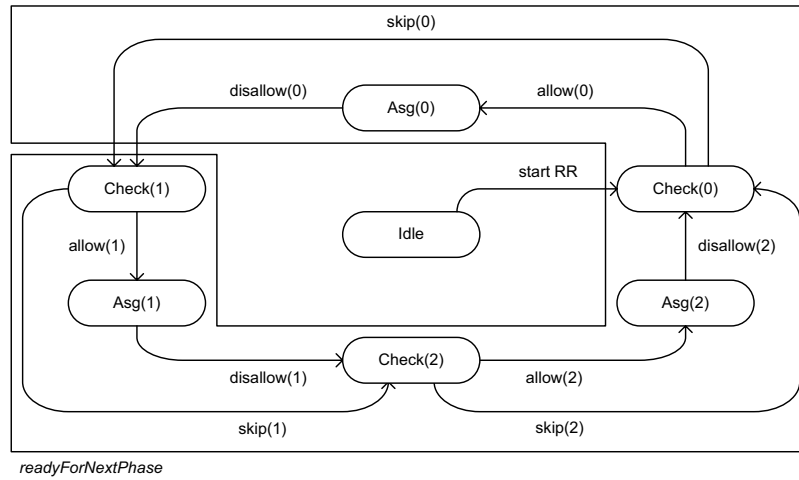 skip(0)
disallow(0)
Asg(0)
allow(0)
Check(1)
start RR
Check(0)
Idle
allow(1)
disallow(2)
Asg(1)
Asg(2)
Check(2)
disallow(1)
allow(2)
skip(1)
skip(2)
readyForNextPhase